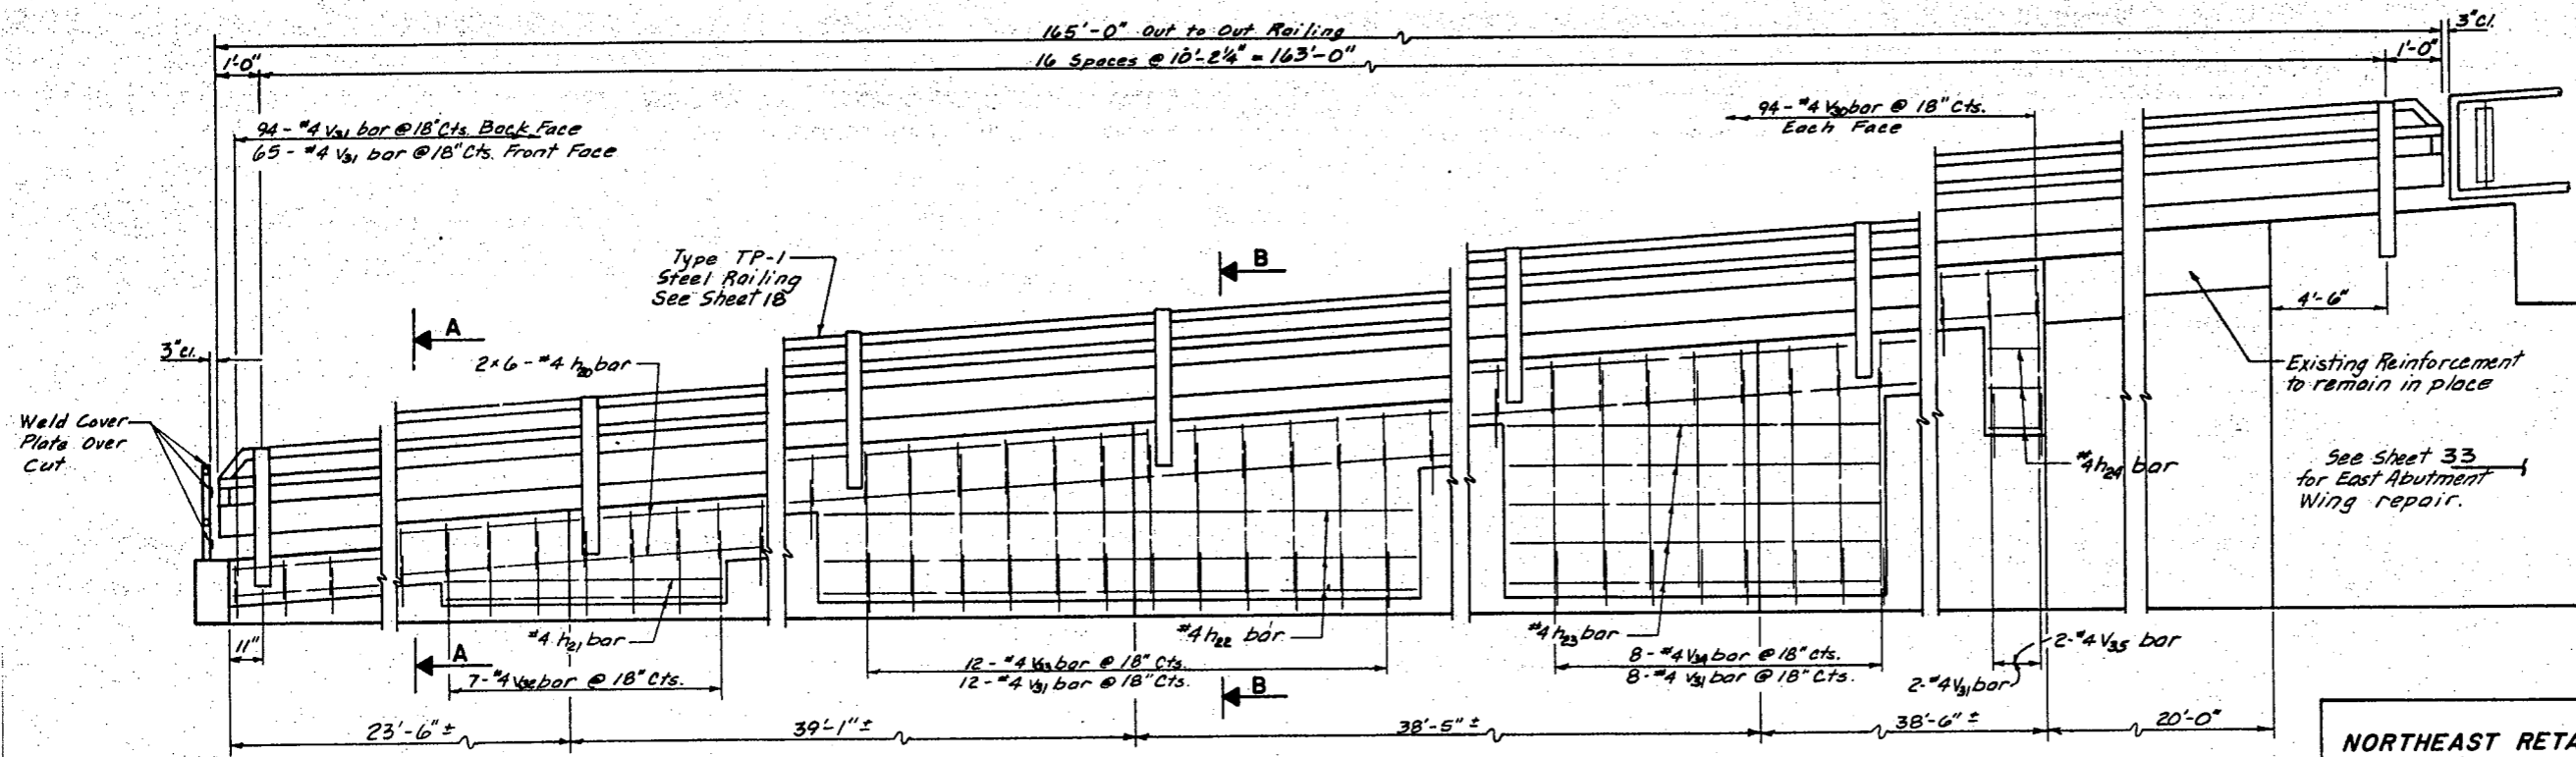 165'-0" Out to Out Railing
3"cl.
1'-0"
16 Spaces @ 10'-2¼" = 163'-0"
1'-0"
94 - #4 V31 bar @ 18" Cts. Back Face
65 - #4 V31 bar @ 18" Cts. Front Face
94 - #4 V30 bar @ 18" Cts.
Each Face
Type TP-1
Steel Railing
See Sheet 18
B
A
3"cl.
2x6 - #4 h20 bar
4'-6"
Existing Reinforcement
to remain in place
Weld Cover
Plate Over
Cut
#4 h24 bar
See Sheet 33
for East Abutment
Wing repair.
11"
#4 h21 bar
#4 h22 bar
#4 h23 bar
2-#4 V35 bar
A
7-#4 V32 bar @ 18" Cts.
12 - #4 V33 bar @ 18" Cts.
12 - #4 V31 bar @ 18" Cts.
B
8 - #4 V34 bar @ 18" cts.
8 - #4 V31 bar @ 18" Cts.
2-#4 V31 bar
23'-6" ±
39'-1" ±
38'-5" ±
38'-6" ±
20'-0"
NORTHEAST RETA